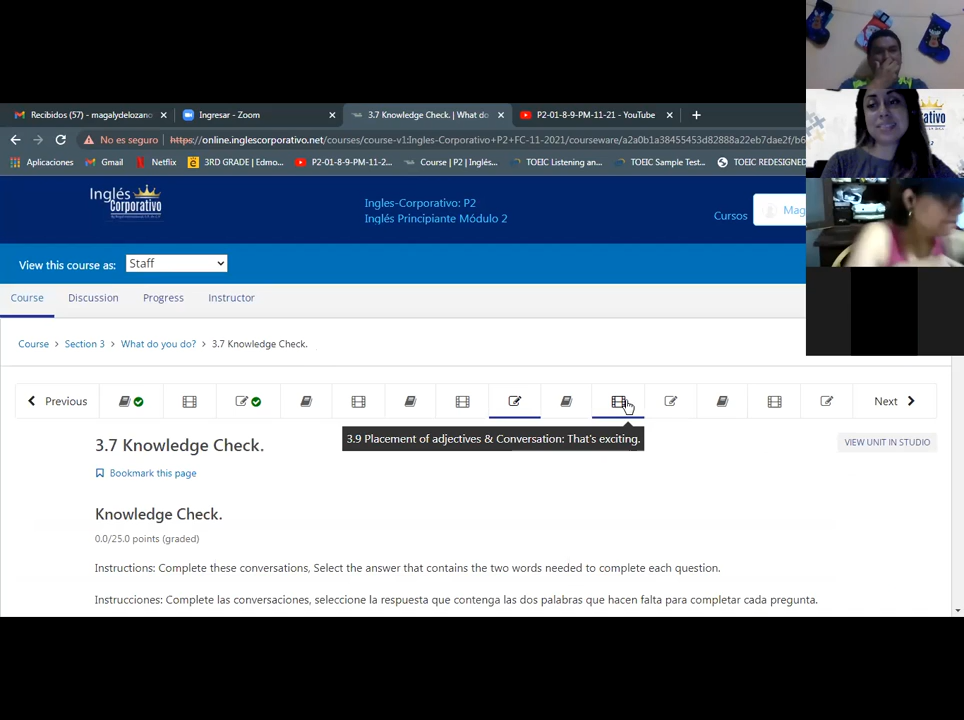 Recibidos (57) - magalydelozano
Ingresar - Zoom
3.7 Knowledge Check. | What do
P2-01-8-9-PM-11-21 - YouTube
No es seguro
https://online.inglescorporativo.net/courses/course-v1:Ingles-Corporativo+P2+FC-11-2021/courseware/a2a0b1a38455453d82888a22eb7dae2f/b6
Aplicaciones
Gmail
Netflix
3RD GRADE | Edmo...
P2-01-8-9-PM-11-2...
Course | P2 | Inglés...
TOEIC Listening an...
TOEIC Sample Test...
TOEIC REDESIGNED
Inglés
Corporativo
Ingles-Corporativo: P2
Inglés Principiante Módulo 2
Cursos
Mag
View this course as:
Staff
Course
Discussion
Progress
Instructor
Course > Section 3 > What do you do? > 3.7 Knowledge Check.
Previous
Next
3.9 Placement of adjectives & Conversation: That's exciting.
3.7 Knowledge Check.
VIEW UNIT IN STUDIO
Bookmark this page
Knowledge Check.
0.0/25.0 points (graded)
Instructions: Complete these conversations, Select the answer that contains the two words needed to complete each question.
Instrucciones: Complete las conversaciones, seleccione la respuesta que contenga las dos palabras que hacen falta para completar cada pregunta.